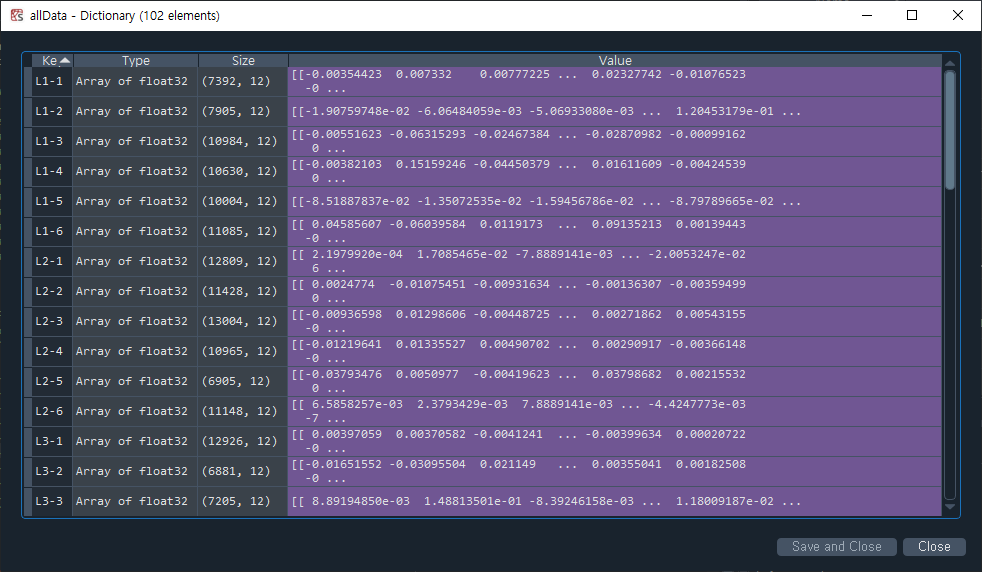 allData - Dictionary (102 elements)
Ke Type Size Value
L1-1 Array of float32 (7392, 12) [[-0.00354423 0.007332 0.00777225 ... 0.02327742 -0.01076523
-0 ...
L1-2 Array of float32 (7905, 12) [[-1.90759748e-02 -6.06484059e-03 -5.06933080e-03 ... 1.20453179e-01 ...
L1-3 Array of float32 (10984, 12) [[-0.00551623 -0.06315293 -0.02467384 ... -0.02870982 -0.00099162
0 ...
L1-4 Array of float32 (10630, 12) [[-0.00382103 0.15159246 -0.04450379 ... 0.01611609 -0.00424539
0 ...
L1-5 Array of float32 (10004, 12) [[-8.51887837e-02 -1.35072535e-02 -1.59456786e-02 ... -8.79789665e-02 ...
L1-6 Array of float32 (11085, 12) [[ 0.04585607 -0.06039584 0.0119173 ... 0.09135213 0.00139443
-0 ...
L2-1 Array of float32 (12809, 12) [[ 2.1979920e-04 1.7085465e-02 -7.8889141e-03 ... -2.0053247e-02
6 ...
L2-2 Array of float32 (11428, 12) [[ 0.0024774 -0.01075451 -0.00931634 ... -0.00136307 -0.00359499
0 ...
L2-3 Array of float32 (13004, 12) [[-0.00936598 0.01298606 -0.00448725 ... 0.00271862 0.00543155
-0 ...
L2-4 Array of float32 (10965, 12) [[-0.01219641 0.01335527 0.00490702 ... 0.00290917 -0.00366148
-0 ...
L2-5 Array of float32 (6905, 12) [[-0.03793476 0.0050977 -0.00419623 ... 0.03798682 0.00215532
0 ...
L2-6 Array of float32 (11148, 12) [[ 6.5858257e-03 2.3793429e-03 7.8889141e-03 ... -4.4247773e-03
-7 ...
L3-1 Array of float32 (12926, 12) [[ 0.00397059 0.00370582 -0.0041241 ... -0.00399634 0.00020722
-0 ...
L3-2 Array of float32 (6881, 12) [[-0.01651552 -0.03095504 0.021149 ... 0.00355041 0.00182508
-0 ...
L3-3 Array of float32 (7205, 12) [[ 8.89194850e-03 1.48813501e-01 -8.39246158e-03 ... 1.18009187e-02 ...
Save and Close Close